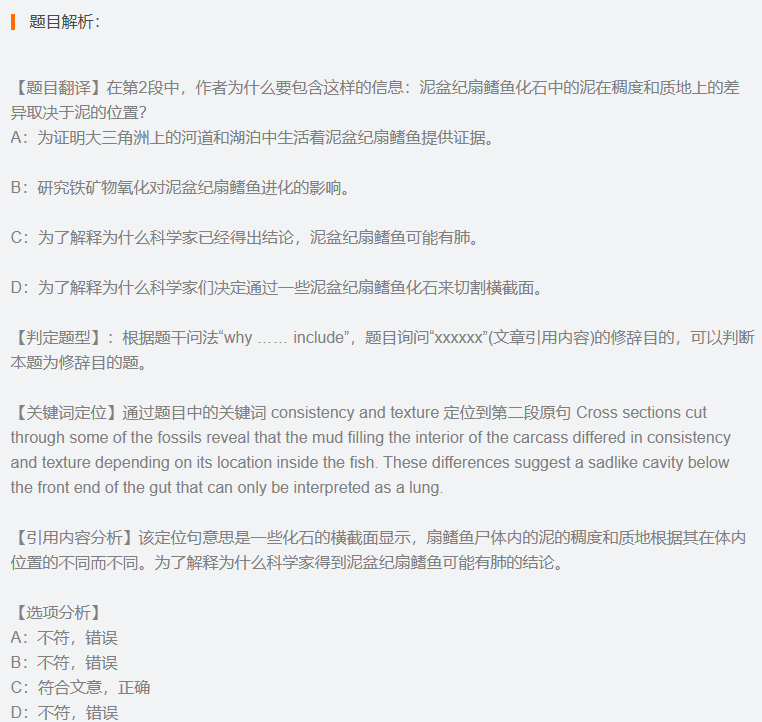 题目解析：
【题目翻译】在第2段中，作者为什么要包含这样的信息：泥盆纪扇鳍鱼化石中的泥在稠度和质地上的差
异取决于泥的位置？
A：为证明大三角洲上的河道和湖泊中生活着泥盆纪扇鳍鱼提供证据。
B：研究铁矿物氧化对泥盆纪扇鳍鱼进化的影响。
C：为了解释为什么科学家已经得出结论，泥盆纪扇鳍鱼可能有肺。
D：为了解释为什么科学家们决定通过一些泥盆纪扇鳍鱼化石来切割横截面。
【判定题型】：根据题干问法“why …… include”，题目询问“xxxxxx”(文章引用内容)的修辞目的，可以判断
本题为修辞目的题。
【关键词定位】通过题目中的关键词 consistency and texture 定位到第二段原句 Cross sections cut
through some of the fossils reveal that the mud filling the interior of the carcass differed in consistency
and texture depending on its location inside the fish. These differences suggest a sadlike cavity below
the front end of the gut that can only be interpreted as a lung.
【引用内容分析】该定位句意思是一些化石的横截面显示，扇鳍鱼尸体内的泥的稠度和质地根据其在体内
位置的不同而不同。为了解释为什么科学家得到泥盆纪扇鳍鱼可能有肺的结论。
【选项分析】
A：不符，错误
B：不符，错误
C：符合文意，正确
D：不符，错误